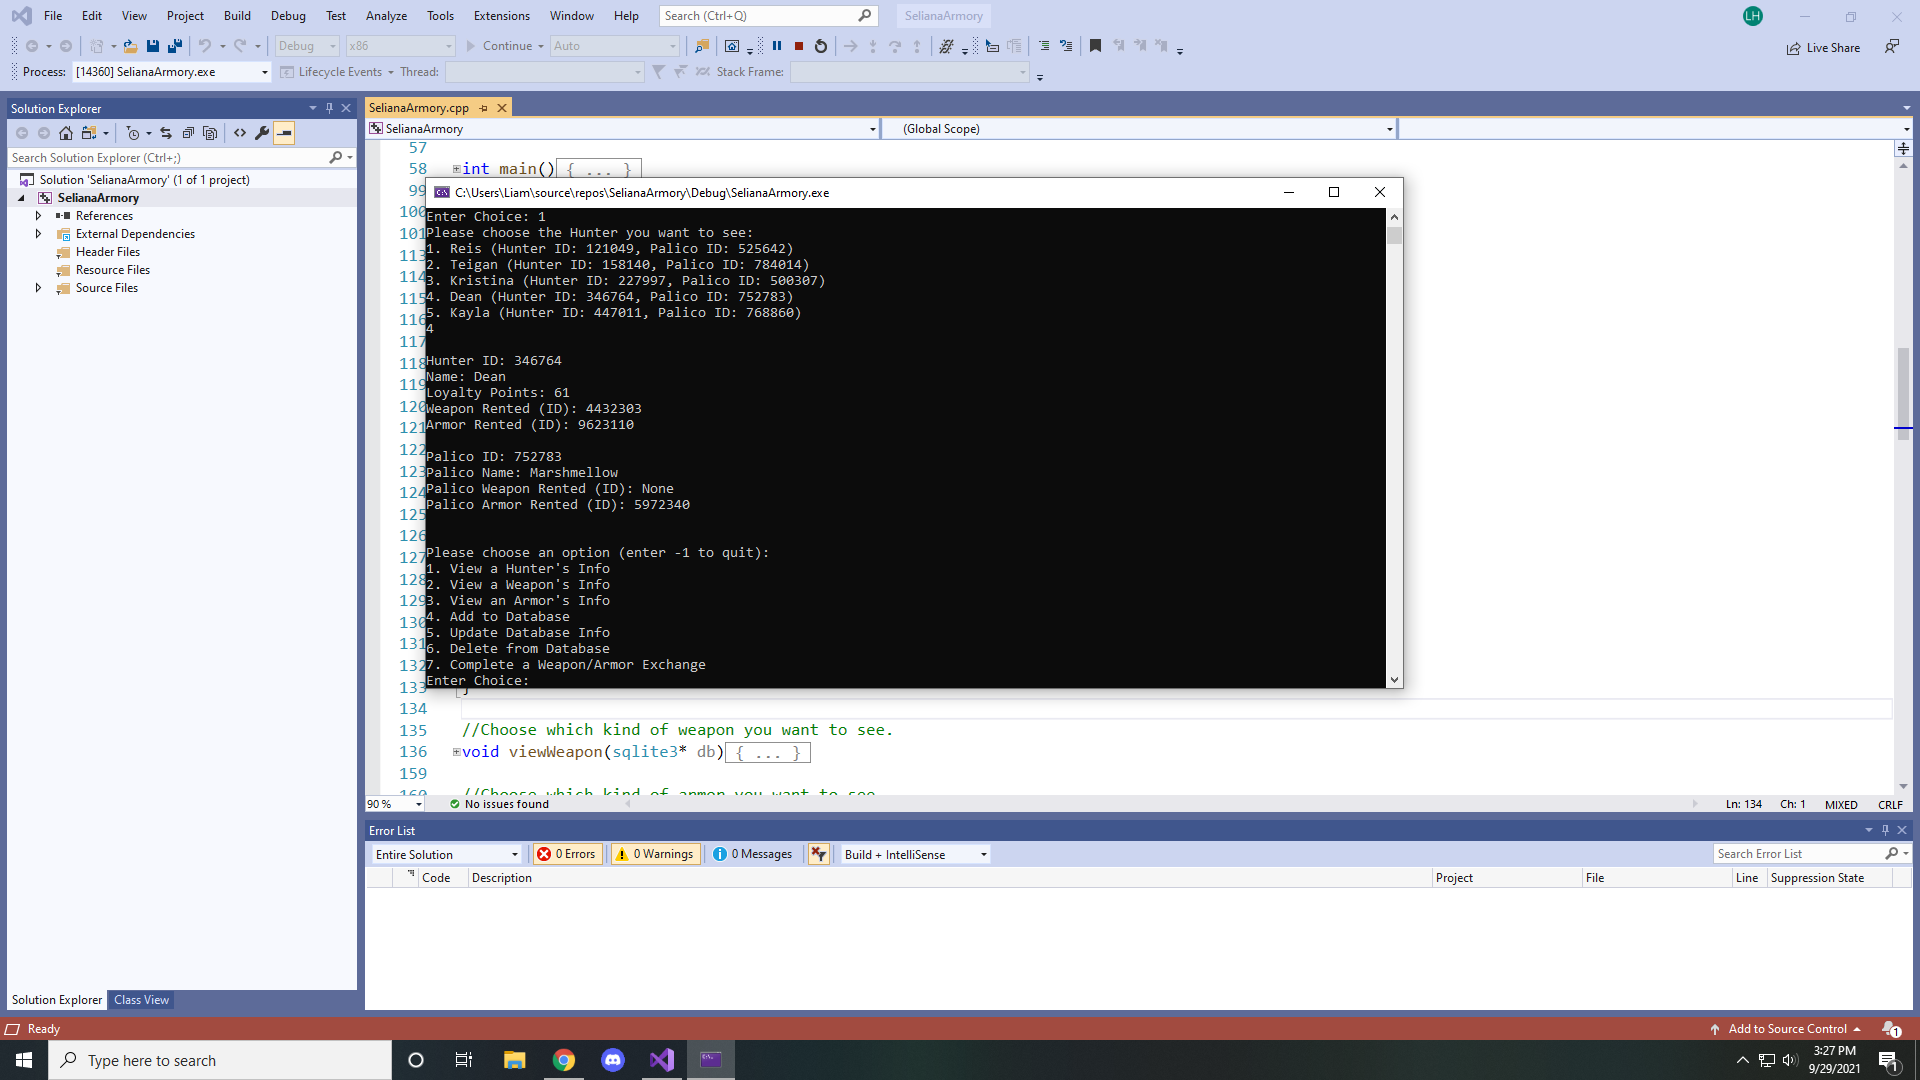 File Edit View Project Build Debug Test Analyze Tools Extensions Window Help Search (Ctrl+Q) SelianaArmory LH
Debug x86 Continue Auto Live Share
Process: [14360] SelianaArmory.exe Lifecycle Events Thread: Stack Frame:
Solution Explorer
Search Solution Explorer (Ctrl+;)
Solution 'SelianaArmory' (1 of 1 project)
SelianaArmory
References
External Dependencies
Header Files
Resource Files
Source Files
Solution Explorer Class View
SelianaArmory.cpp
SelianaArmory (Global Scope)
57
58 int main(){ ... }
99
100
101
113
114
115
116
117
118
119
120
121
122
123
124
125
126
127
128
129
130
131
132
133 }
134
135 //Choose which kind of weapon you want to see.
136 void viewWeapon(sqlite3* db){ ... }
159
160 //Choose which kind of armor you want to see.
C:\Users\Liam\source\repos\SelianaArmory\Debug\SelianaArmory.exe
Enter Choice: 1
Please choose the Hunter you want to see:
1. Reis (Hunter ID: 121049, Palico ID: 525642)
2. Teigan (Hunter ID: 158140, Palico ID: 784014)
3. Kristina (Hunter ID: 227997, Palico ID: 500307)
4. Dean (Hunter ID: 346764, Palico ID: 752783)
5. Kayla (Hunter ID: 447011, Palico ID: 768860)
4
Hunter ID: 346764
Name: Dean
Loyalty Points: 61
Weapon Rented (ID): 4432303
Armor Rented (ID): 9623110
Palico ID: 752783
Palico Name: Marshmellow
Palico Weapon Rented (ID): None
Palico Armor Rented (ID): 5972340
Please choose an option (enter -1 to quit):
1. View a Hunter's Info
2. View a Weapon's Info
3. View an Armor's Info
4. Add to Database
5. Update Database Info
6. Delete from Database
7. Complete a Weapon/Armor Exchange
Enter Choice:
90 % No issues found Ln: 134 Ch: 1 MIXED CRLF
Error List
Entire Solution 0 Errors 0 Warnings 0 Messages Build + IntelliSense Search Error List
Code Description Project File Line Suppression State
Ready Add to Source Control 1
Type here to search 3:27 PM
9/29/2021 1